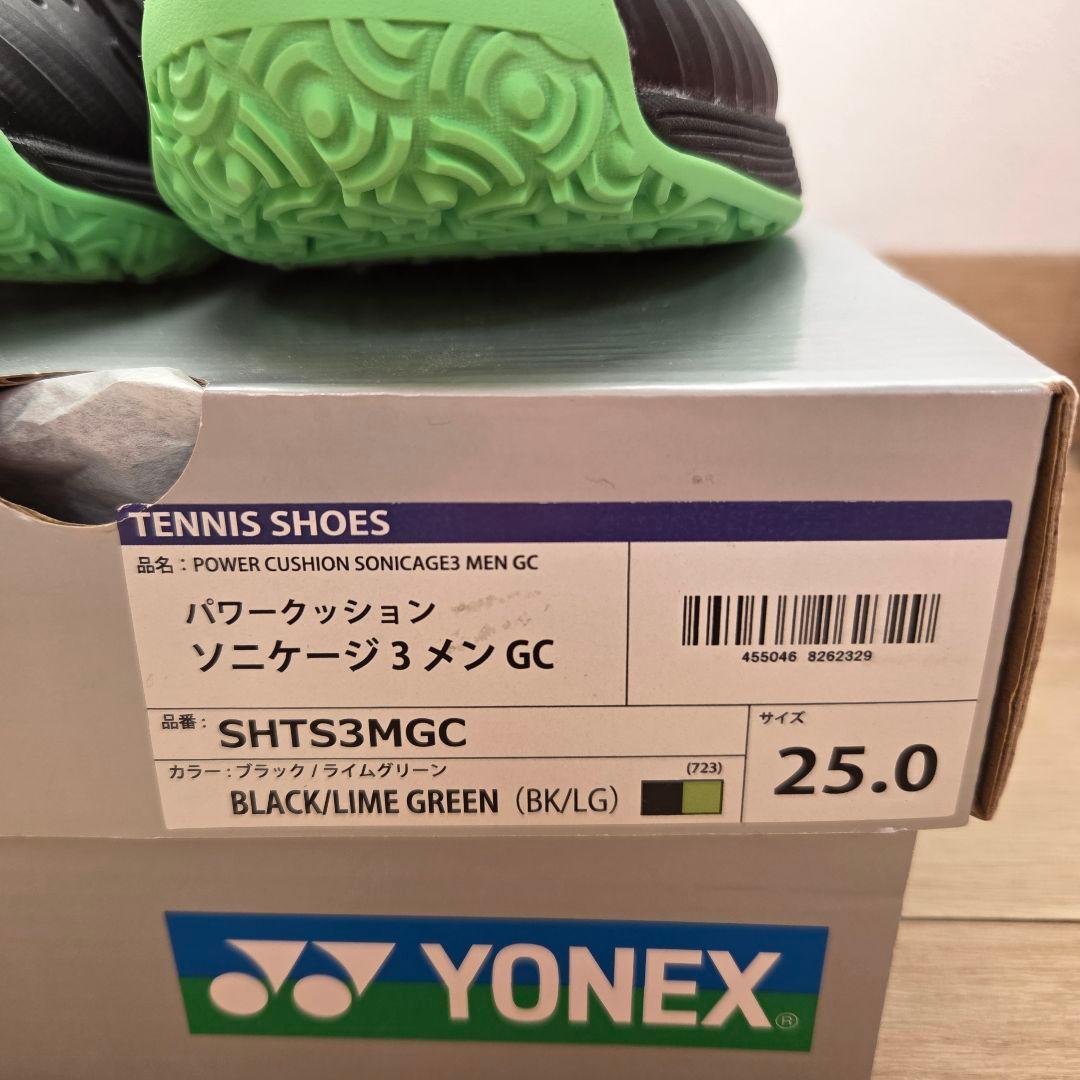 TENNIS SHOES
品名：POWER CUSHION SONICAGE3 MEN GC
パワークッション
ソニケージ 3 メン GC
455046 8262329
品番： SHTS3MGC
カラー：ブラック / ライムグリーン (723)
BLACK/LIME GREEN（BK/LG）
サイズ
25.0
YONEX®